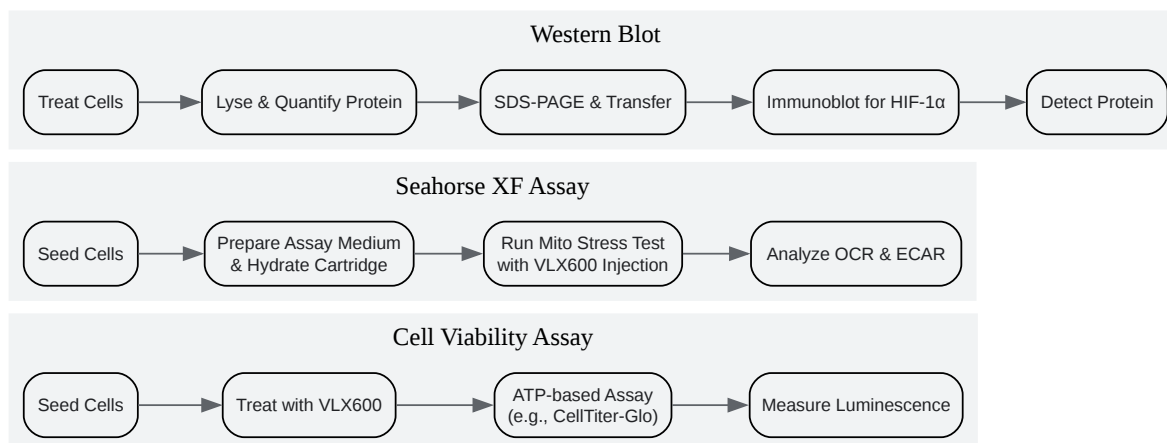 Western Blot
Treat Cells
Lyse & Quantify Protein
SDS-PAGE & Transfer
Immunoblot for HIF-1α
Detect Protein
Seahorse XF Assay
Seed Cells
Prepare Assay Medium
& Hydrate Cartridge
Run Mito Stress Test
with VLX600 Injection
Analyze OCR & ECAR
Cell Viability Assay
Seed Cells
Treat with VLX600
ATP-based Assay
(e.g., CellTiter-Glo)
Measure Luminescence